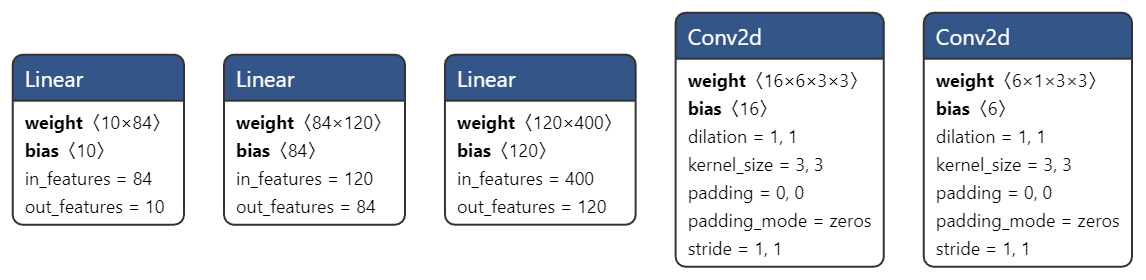 Linear
weight〈10×84〉
bias〈10〉
in_features = 84
out_features = 10
Linear
weight〈84×120〉
bias〈84〉
in_features = 120
out_features = 84
Linear
weight〈120×400〉
bias〈120〉
in_features = 400
out_features = 120
Conv2d
weight〈16×6×3×3〉
bias〈16〉
dilation = 1, 1
kernel_size = 3, 3
padding = 0, 0
padding_mode = zeros
stride = 1, 1
Conv2d
weight〈6×1×3×3〉
bias〈6〉
dilation = 1, 1
kernel_size = 3, 3
padding = 0, 0
padding_mode = zeros
stride = 1, 1